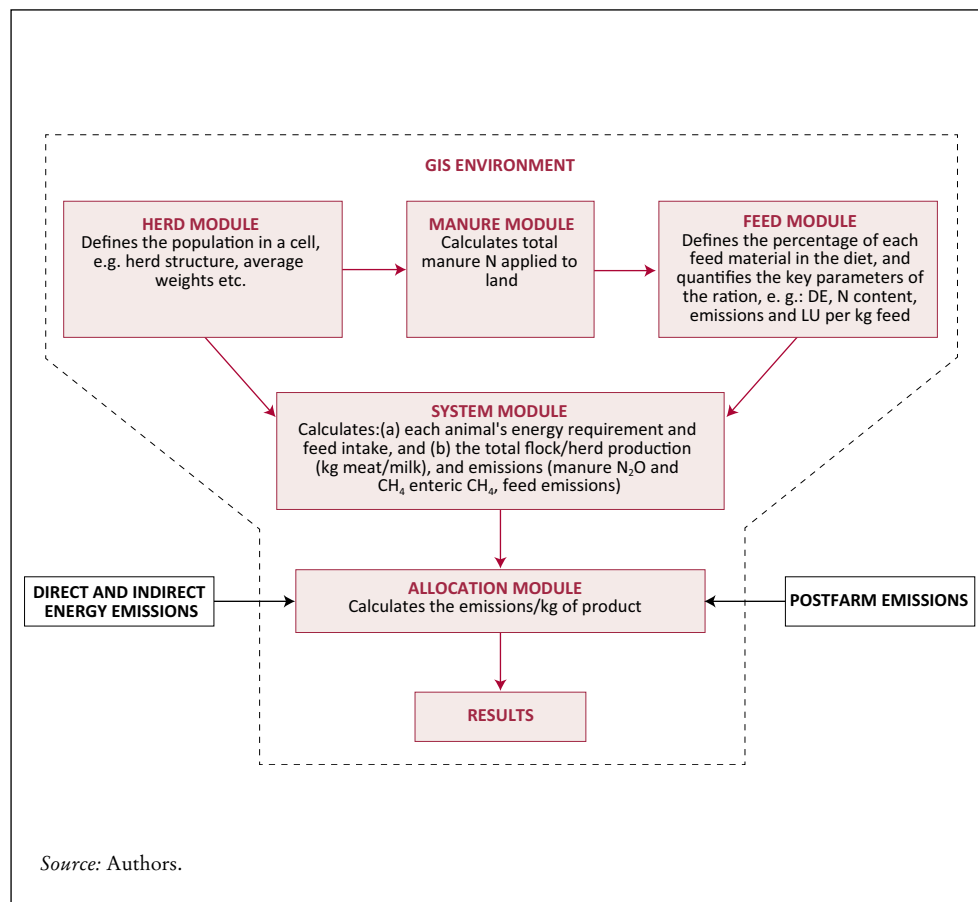 GIS ENVIRONMENT
HERD MODULE
Defines the population in a cell,
e.g. herd structure, average
weights etc.
MANURE MODULE
Calculates total
manure N applied to
land
FEED MODULE
Defines the percentage of each
feed material in the diet, and
quantifies the key parameters of
the ration, e. g.: DE, N content,
emissions and LU per kg feed
SYSTEM MODULE
Calculates:(a) each animal's energy requirement and
feed intake, and (b) the total flock/herd production
(kg meat/milk), and emissions (manure N₂O and
CH₄ enteric CH₄, feed emissions)
DIRECT AND INDIRECT
ENERGY EMISSIONS
ALLOCATION MODULE
Calculates the emissions/kg of product
POSTFARM EMISSIONS
RESULTS
Source: Authors.